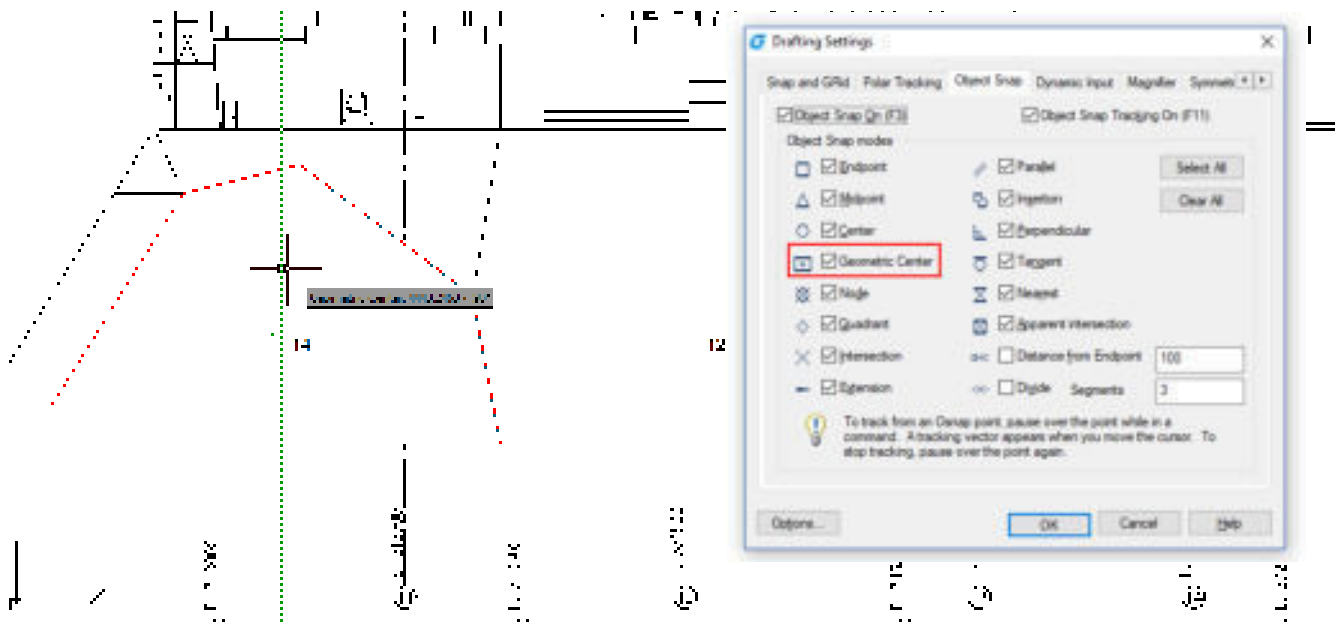 Drafting Settings
Snap and GRid Polar Tracking Object Snap Dynamic Input Magnifier Symmetr
Object Snap On (F3)
Object Snap Tracking On (F11)
Object Snap modes
Endpoint
Parallel
Select All
Midpoint
Insertion
Clear All
Center
Perpendicular
Geometric Center
Tangent
Node
Nearest
Quadrant
Apparent intersection
Intersection
Distance from Endpoint 100
Extension
Divide Segments 3
To track from an Osnap point, pause over the point while in a
command. A tracking vector appears when you move the cursor. To
stop tracking, pause over the point again.
Options...
OK
Cancel
Help
14
12